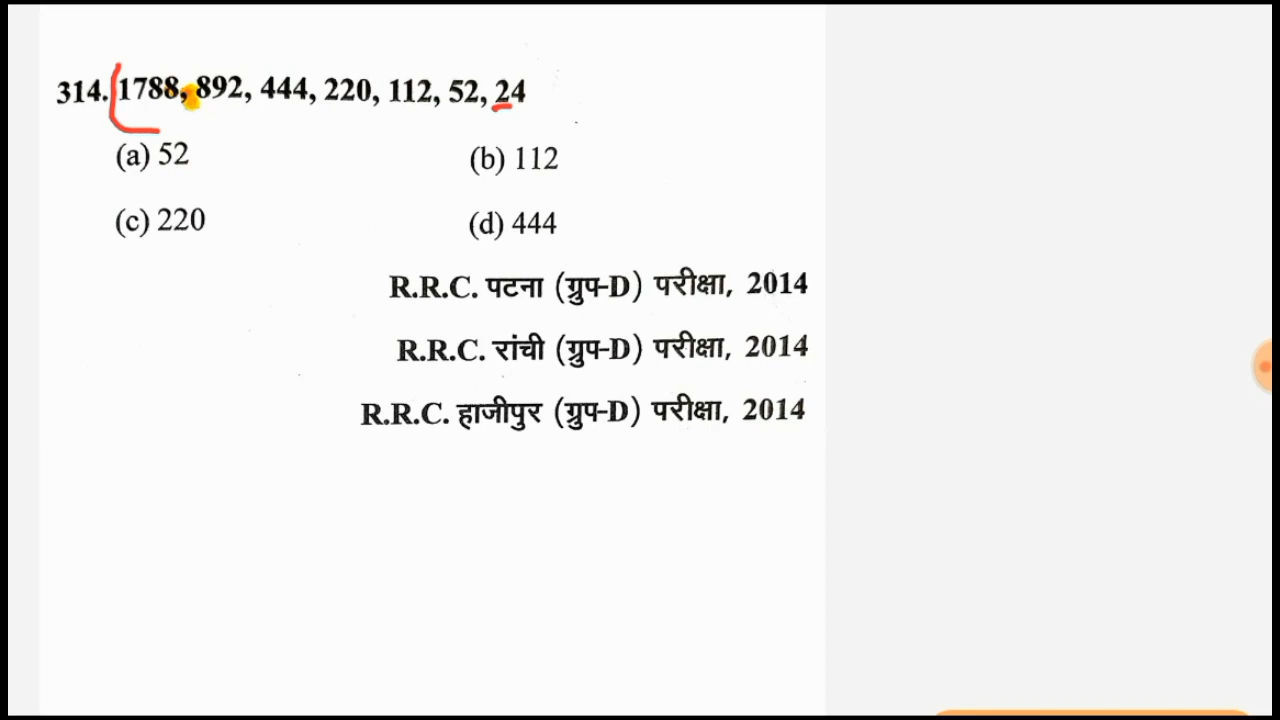 314. 1788, 892, 444, 220, 112, 52, 24
(a) 52 (b) 112
(c) 220 (d) 444
R.R.C. पटना (ग्रुप-D) परीक्षा, 2014
R.R.C. रांची (ग्रुप-D) परीक्षा, 2014
R.R.C. हाजीपुर (ग्रुप-D) परीक्षा, 2014